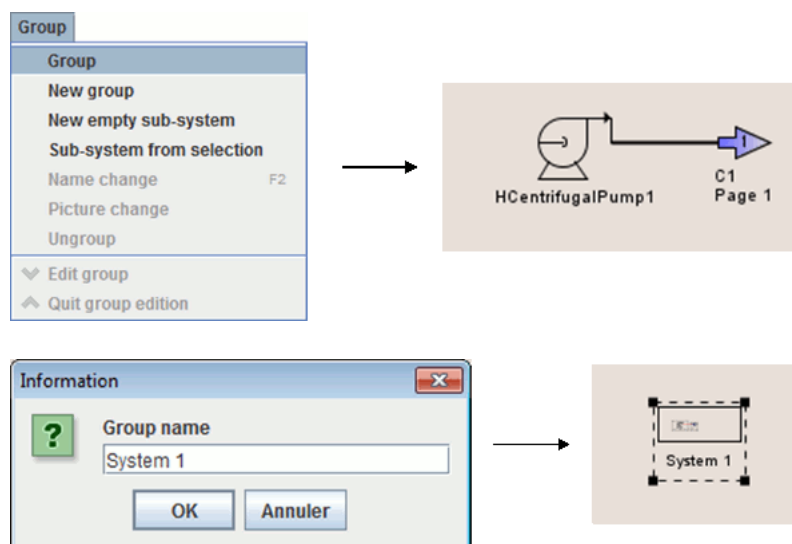 Group
Group
New group
New empty sub-system
Sub-system from selection
Name change F2
Picture change
Ungroup
Edit group
Quit group edition
1
HCentrifugalPump1
C1
Page 1
Information
?
Group name
System 1
OK Annuler
System 1